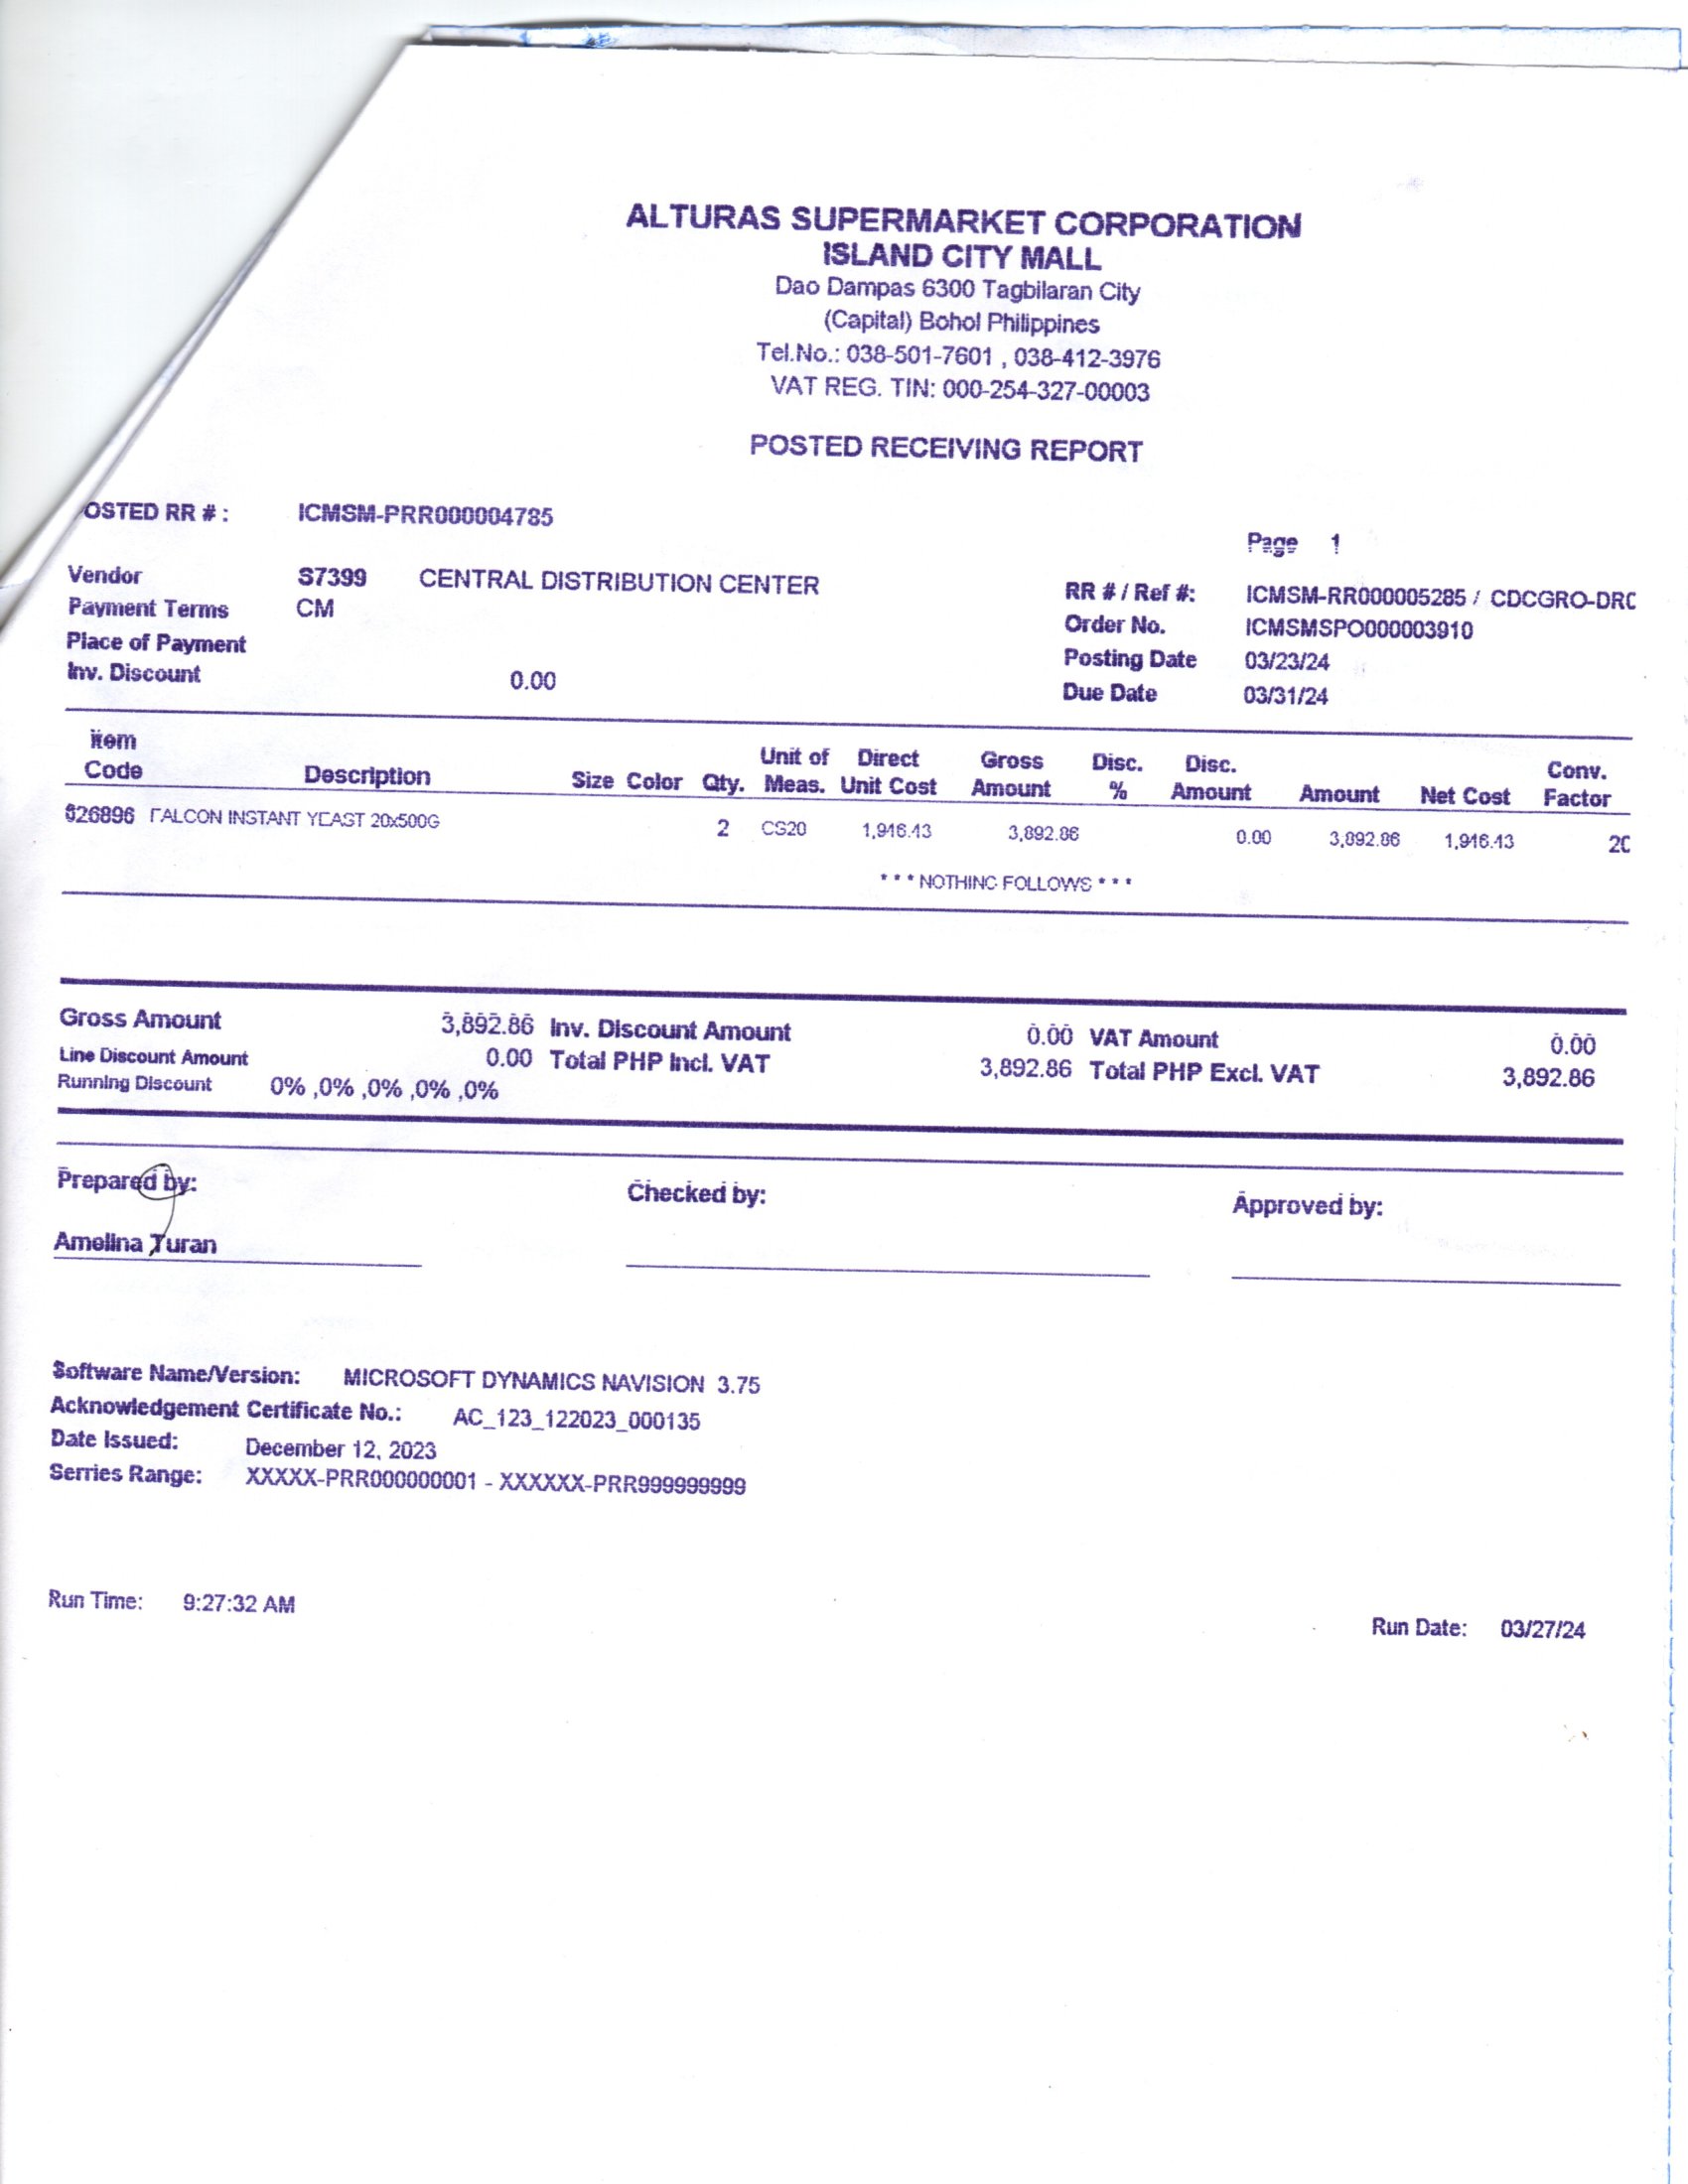 ALTURAS SUPERMARKET CORPORATION
ISLAND CITY MALL
Dao Dampas 6300 Tagbilaran City
(Capital) Bohol Philippines
Tel.No.: 038-501-7601 , 038-412-3976
VAT REG. TIN: 000-254-327-00003
POSTED RECEIVING REPORT
OSTED RR # : ICMSM-PRR000004785
Page 1
Vendor S7399 CENTRAL DISTRIBUTION CENTER RR # / Ref #: ICMSM-RR000005285 / CDCGRO-DRC
Payment Terms CM Order No. ICMSMSPO000003910
Place of Payment Posting Date 03/23/24
Inv. Discount 0.00 Due Date 03/31/24
Item Code Description Size Color Qty. Unit of Meas. Direct Unit Cost Gross Amount Disc. % Disc. Amount Amount Net Cost Conv. Factor
626896 FALCON INSTANT YEAST 20x500G 2 CS20 3,892.86 0.00 3,892.86
* * * NOTHING FOLLOWS * * *
Gross Amount 3,892.86 Inv. Discount Amount 0.00 VAT Amount 0.00
Line Discount Amount 0.00 Total PHP Incl. VAT 3,892.86 Total PHP Excl. VAT 3,892.86
Running Discount 0% ,0% ,0% ,0% ,0%
Prepared by: Checked by: Approved by:
Amelina Turan
Software Name/Version: MICROSOFT DYNAMICS NAVISION 3.75
Acknowledgement Certificate No.: AC_123_122023_000135
Date Issued: December 12, 2023
Serries Range: XXXXX-PRR000000001 - XXXXXX-PRR999999999
Run Time: 9:27:32 AM
Run Date: 03/27/24